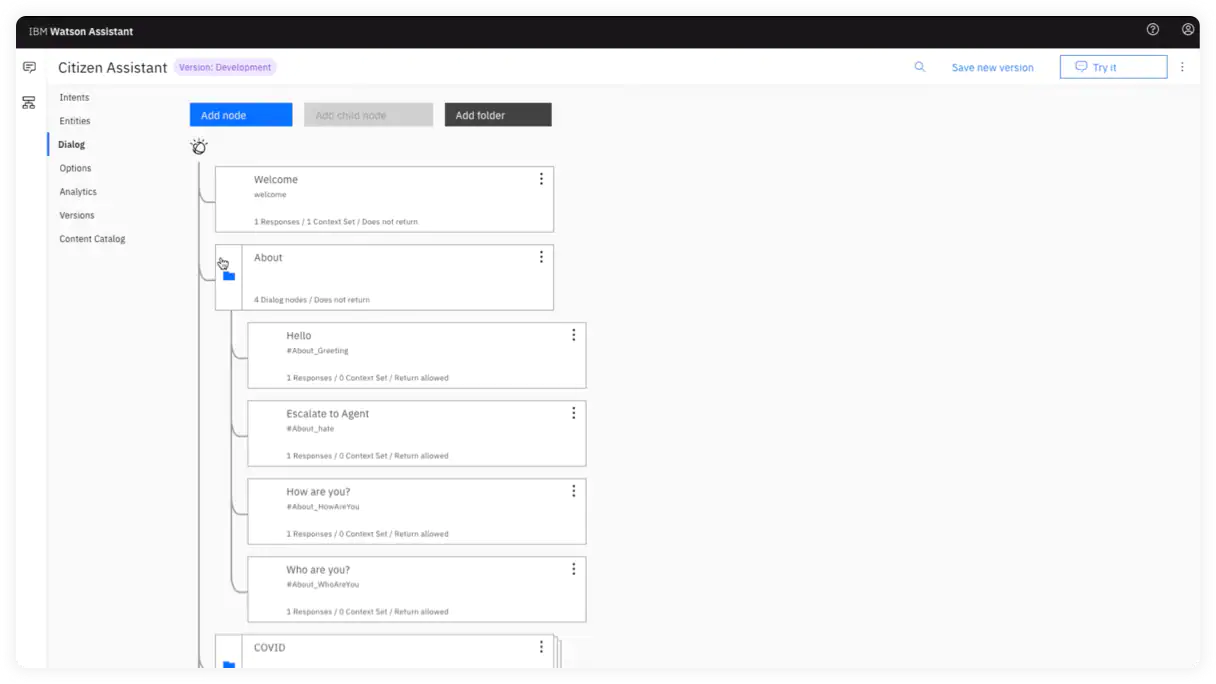 IBM Watson Assistant
Citizen Assistant
Version: Development
Save new version
Try it
Intents
Entities
Dialog
Options
Analytics
Versions
Content Catalog
Add node
Add child node
Add folder
Welcome
welcome
1 Responses / 1 Context Set / Does not return
About
4 Dialog nodes / Does not return
Hello
#About_Greeting
1 Responses / 0 Context Set / Return allowed
Escalate to Agent
#About_hate
1 Responses / 0 Context Set / Return allowed
How are you?
#About_HowAreYou
1 Responses / 0 Context Set / Return allowed
Who are you?
#About_WhoAreYou
1 Responses / 0 Context Set / Return allowed
COVID